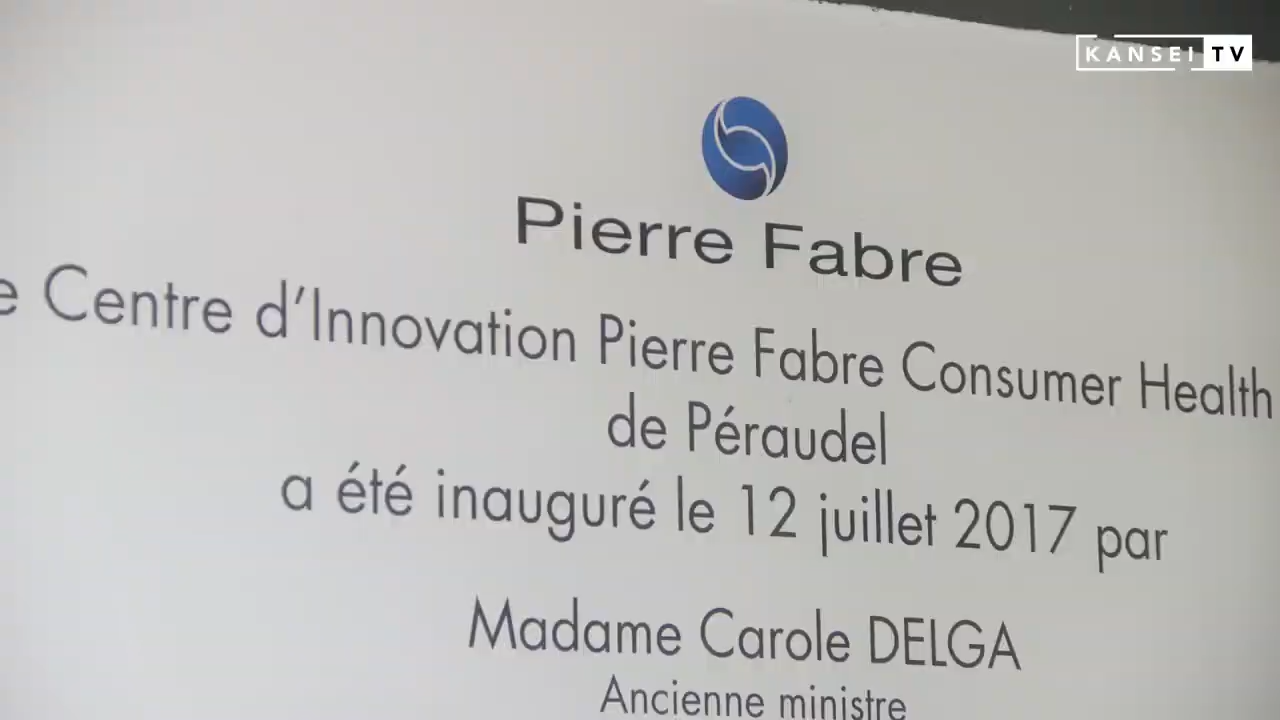 KANSEI TV
Pierre Fabre
e Centre d'Innovation Pierre Fabre Consumer Health
de Péraudel
a été inauguré le 12 juillet 2017 par
Madame Carole DELGA
Ancienne ministre